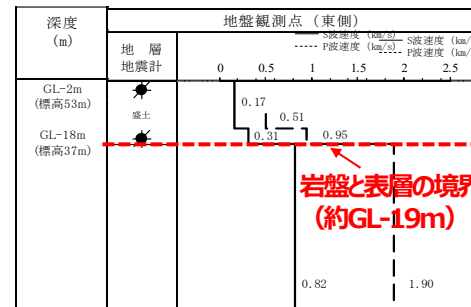 深度
(m)
地盤観測点（東側）
地 層
地震計
S波速度 (km/s)
P波速度 (km/s)
S波速度 (km/
P波速度 (km/
0 0.5 1 1.5 2 2.5
GL-2m
(標高53m)
盛土
GL-18m
(標高37m)
0.17
0.51
0.31
0.95
岩盤と表層の境界
（約GL-19m）
0.82
1.90